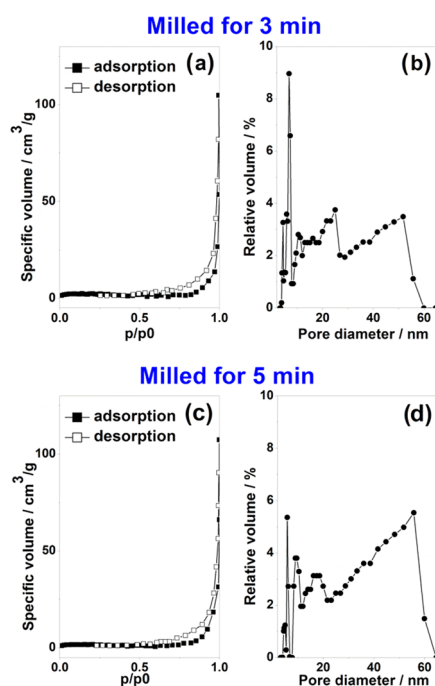 Milled for 3 min
(a)
adsorption
desorption
Specific volume / cm³/g
100
50
0
0.0
0.5
1.0
p/p0
(b)
Relative volume / %
10
8
6
4
2
0
0
20
40
60
Pore diameter / nm
Milled for 5 min
(c)
adsorption
desorption
Specific volume / cm³/g
100
50
0
0.0
0.5
1.0
p/p0
(d)
Relative volume / %
10
8
6
4
2
0
0
20
40
60
Pore diameter / nm